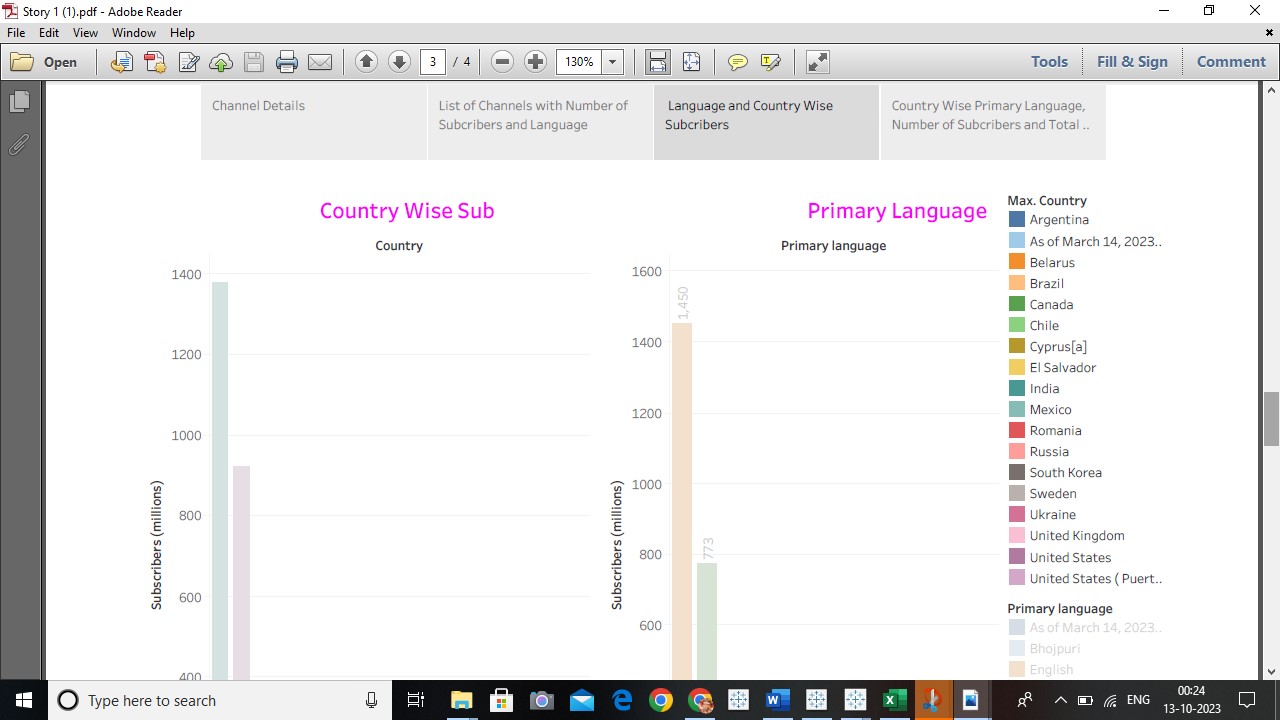 Story 1 (1).pdf - Adobe Reader
File Edit View Window Help
Open 3 / 4 130% Tools Fill & Sign Comment
Channel Details
List of Channels with Number of
Subcribers and Language
Language and Country Wise
Subcribers
Country Wise Primary Language,
Number of Subcribers and Total ..
Country Wise Sub
Country
1400
1200
1000
800
600
400
Subscribers (millions)
Primary Language
Primary language
1600
1400
1200
1000
800
600
Subscribers (millions)
1,450
773
Max. Country
Argentina
As of March 14, 2023..
Belarus
Brazil
Canada
Chile
Cyprus[a]
El Salvador
India
Mexico
Romania
Russia
South Korea
Sweden
Ukraine
United Kingdom
United States
United States ( Puert..
Primary language
As of March 14, 2023..
Bhojpuri
English
Type here to search
ENG
00:24
13-10-2023